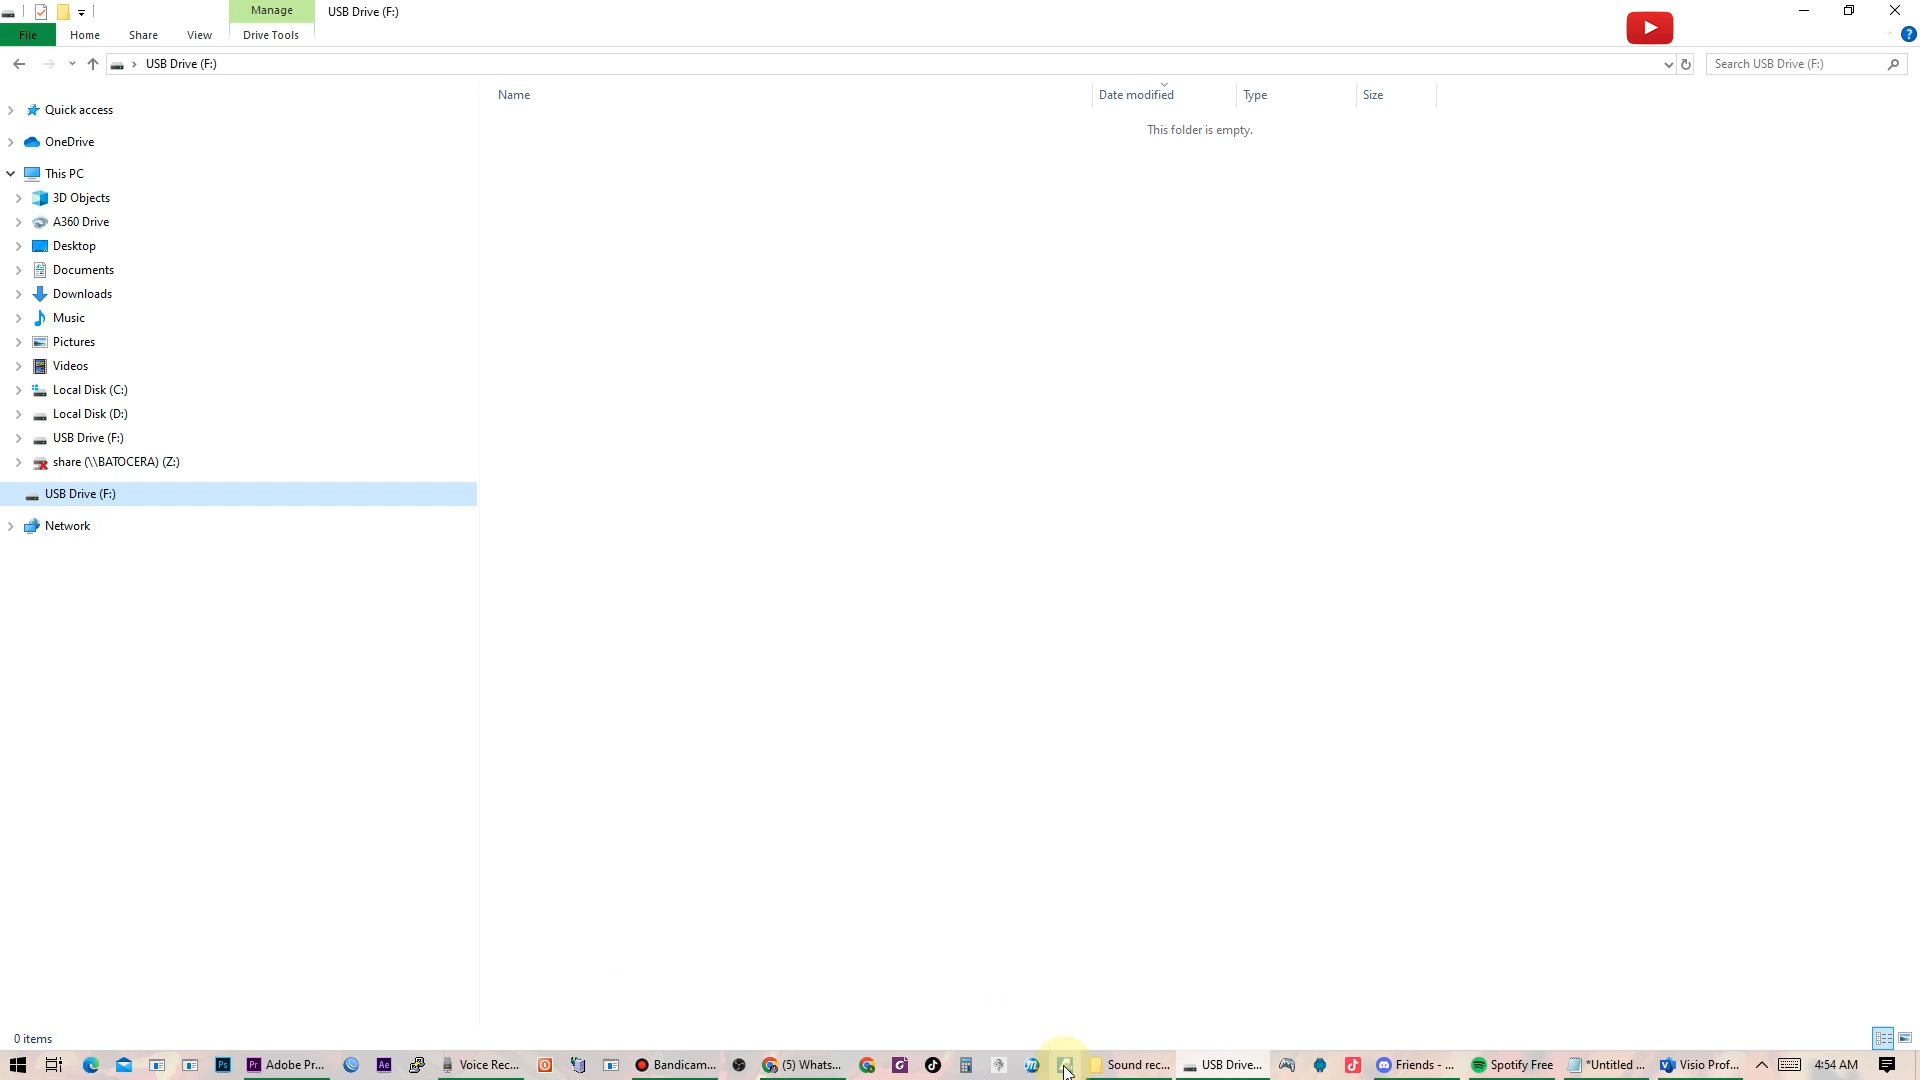 Manage
USB Drive (F:)
File
Home
Share
View
Drive Tools
USB Drive (F:)
Search USB Drive (F:)
Name
Date modified
Type
Size
This folder is empty.
Quick access
OneDrive
This PC
3D Objects
A360 Drive
Desktop
Documents
Downloads
Music
Pictures
Videos
Local Disk (C:)
Local Disk (D:)
USB Drive (F:)
share (\\BATOCERA) (Z:)
USB Drive (F:)
Network
0 items
Ps
Pr
Adobe Pr...
Ae
Voice Rec...
Bandicam...
(5) Whats...
Sound rec...
USB Drive...
Friends - ...
Spotify Free
*Untitled ...
Visio Prof...
4:54 AM